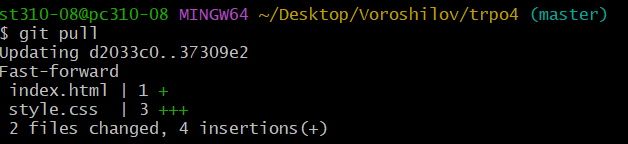 st310-08@pc310-08 MINGW64 ~/Desktop/Voroshilov/trpo4 (master)
$ git pull
Updating d2033c0..37309e2
Fast-forward
 index.html | 1 +
 style.css  | 3 +++
 2 files changed, 4 insertions(+)